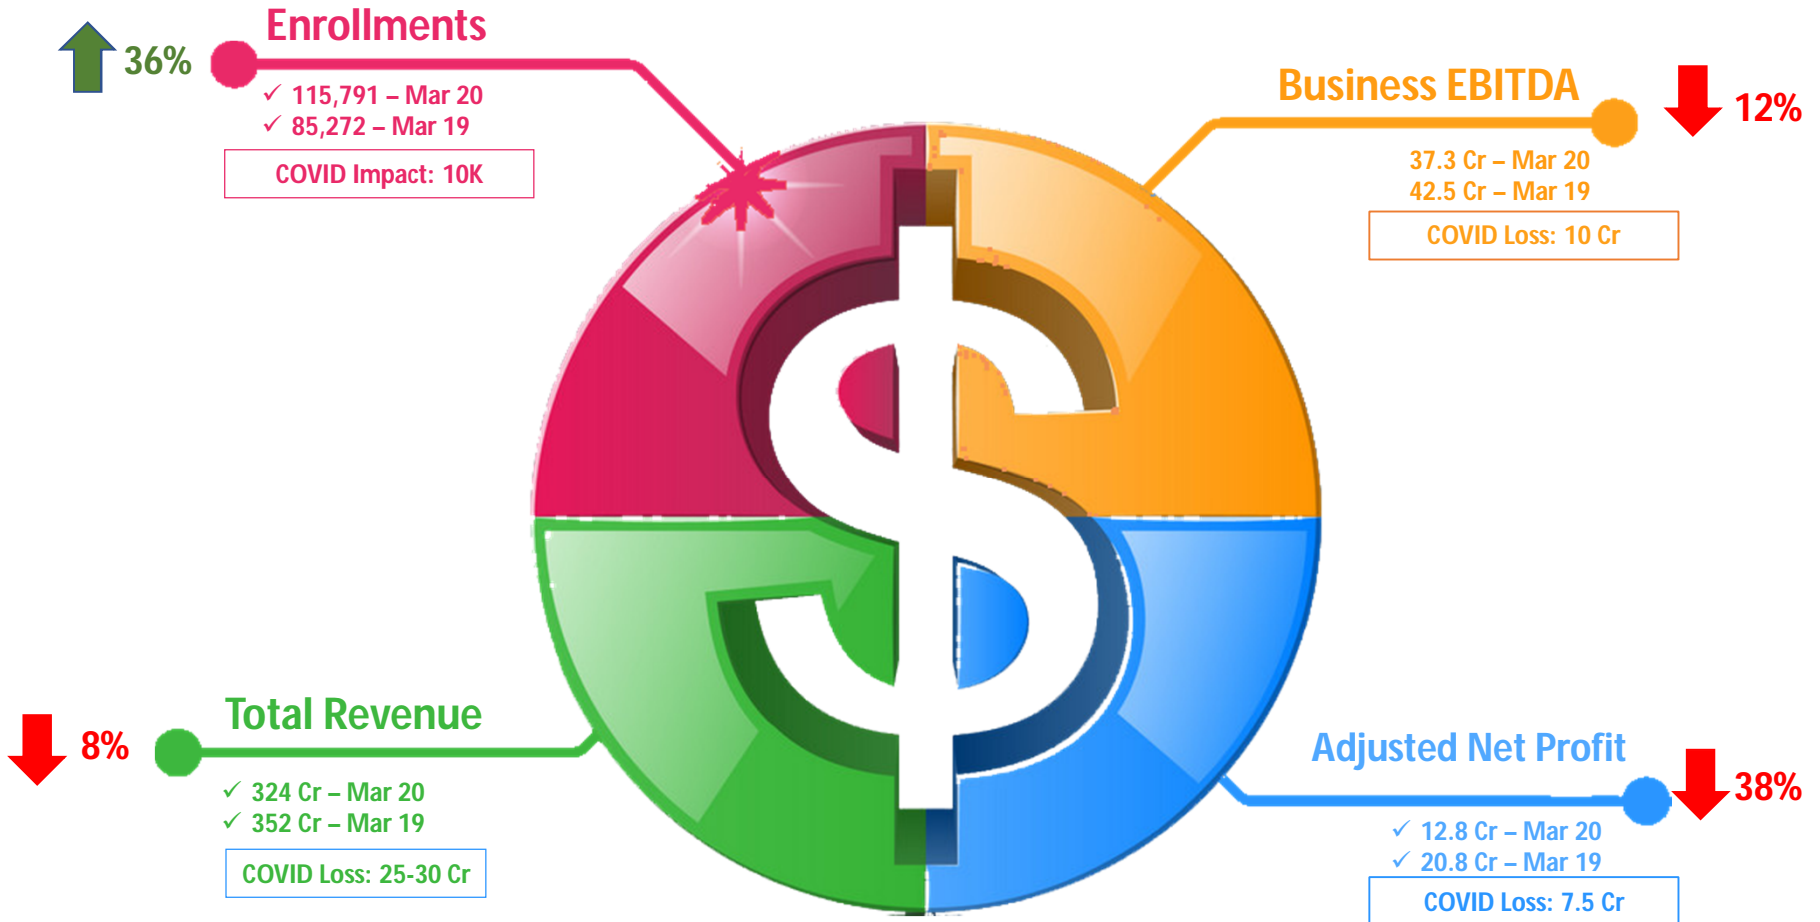 Enrollments
36%
✓ 115,791 – Mar 20
✓ 85,272 – Mar 19
COVID Impact: 10K
Business EBITDA
12%
37.3 Cr – Mar 20
42.5 Cr – Mar 19
COVID Loss: 10 Cr
$
Total Revenue
8%
✓ 324 Cr – Mar 20
✓ 352 Cr – Mar 19
COVID Loss: 25-30 Cr
Adjusted Net Profit
38%
✓ 12.8 Cr – Mar 20
✓ 20.8 Cr – Mar 19
COVID Loss: 7.5 Cr